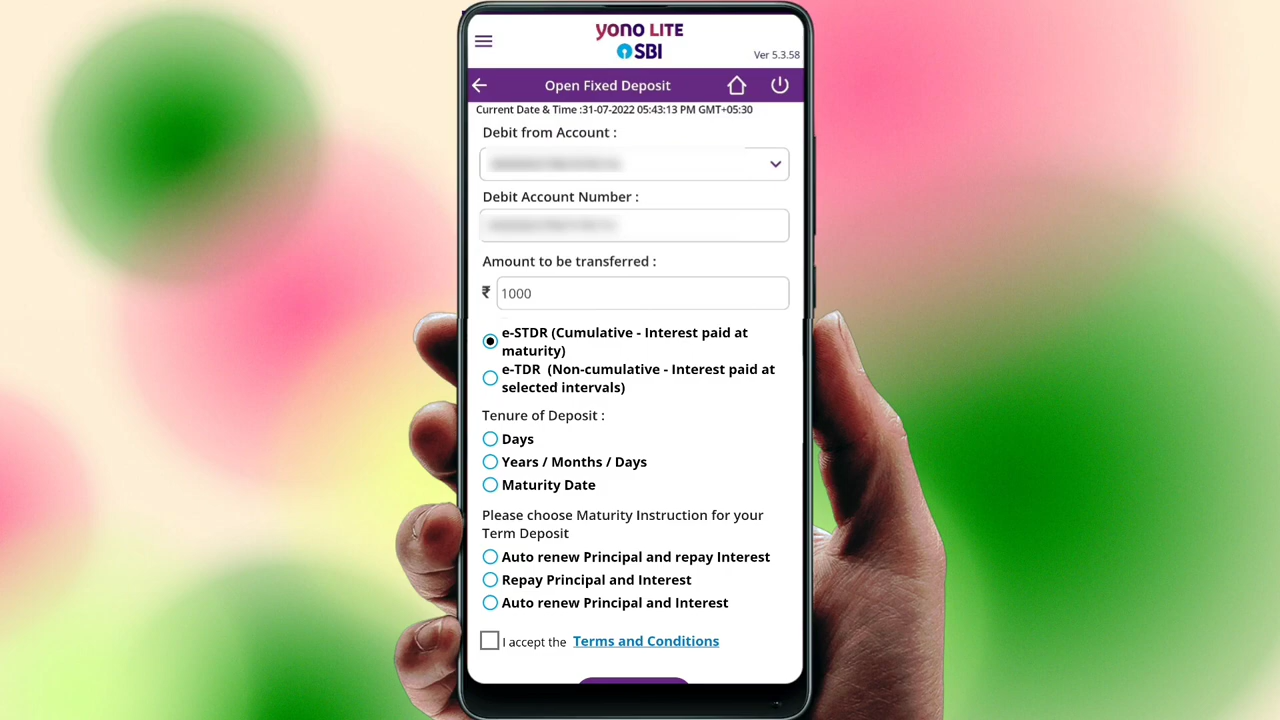 yono LITE
SBI
Ver 5.3.58
Open Fixed Deposit
Current Date & Time :31-07-2022 05:43:13 PM GMT+05:30
Debit from Account :
Debit Account Number :
Amount to be transferred :
₹ 1000
e-STDR (Cumulative - Interest paid at
maturity)
e-TDR (Non-cumulative - Interest paid at
selected intervals)
Tenure of Deposit :
Days
Years / Months / Days
Maturity Date
Please choose Maturity Instruction for your
Term Deposit
Auto renew Principal and repay Interest
Repay Principal and Interest
Auto renew Principal and Interest
I accept the Terms and Conditions